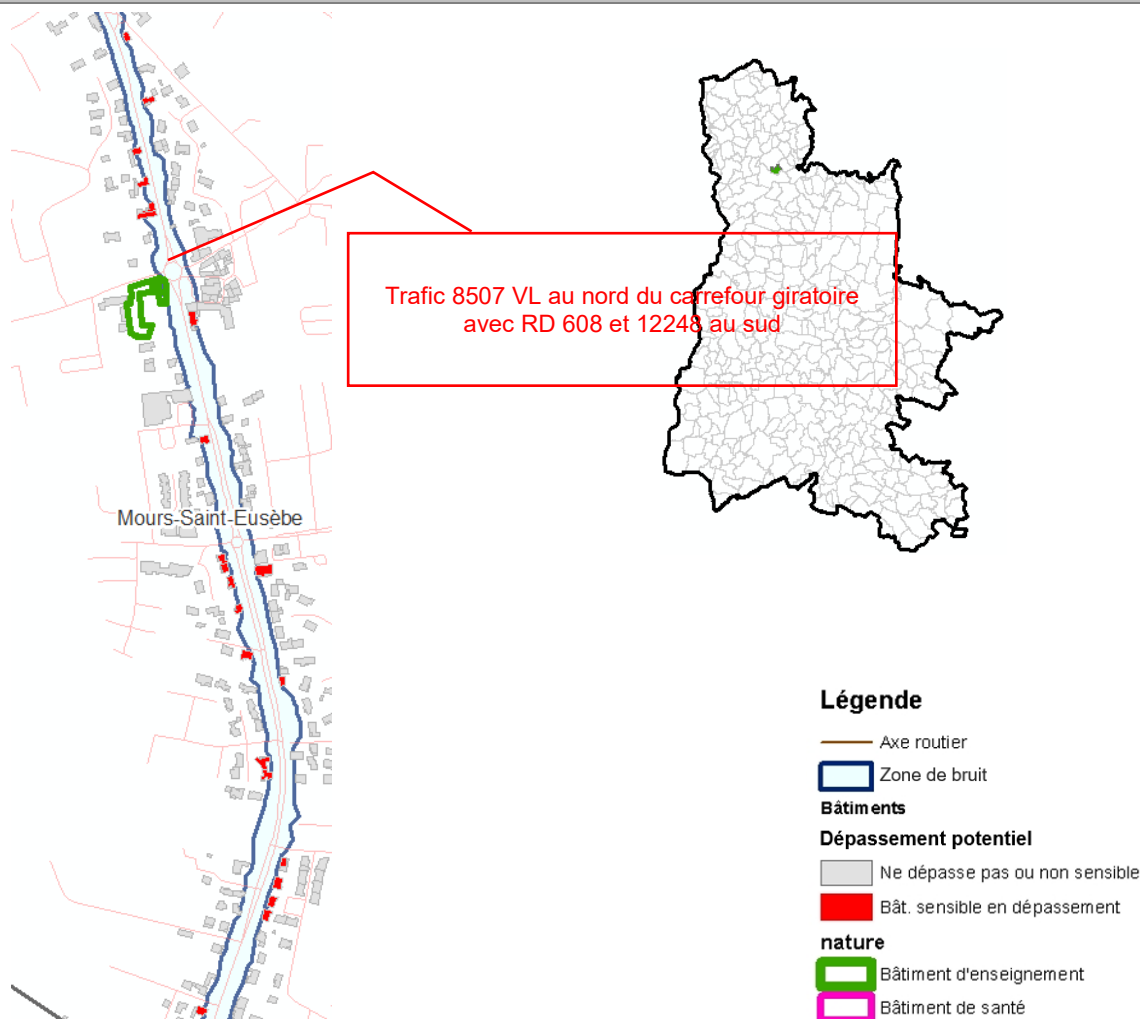 Trafic 8507 VL au nord du carrefour giratoire
avec RD 608 et 12248 au sud
Mours-Saint-Eusèbe
Légende
Axe routier
Zone de bruit
Bâtiments
Dépassement potentiel
Ne dépasse pas ou non sensible
Bât. sensible en dépassement
nature
Bâtiment d'enseignement
Bâtiment de santé